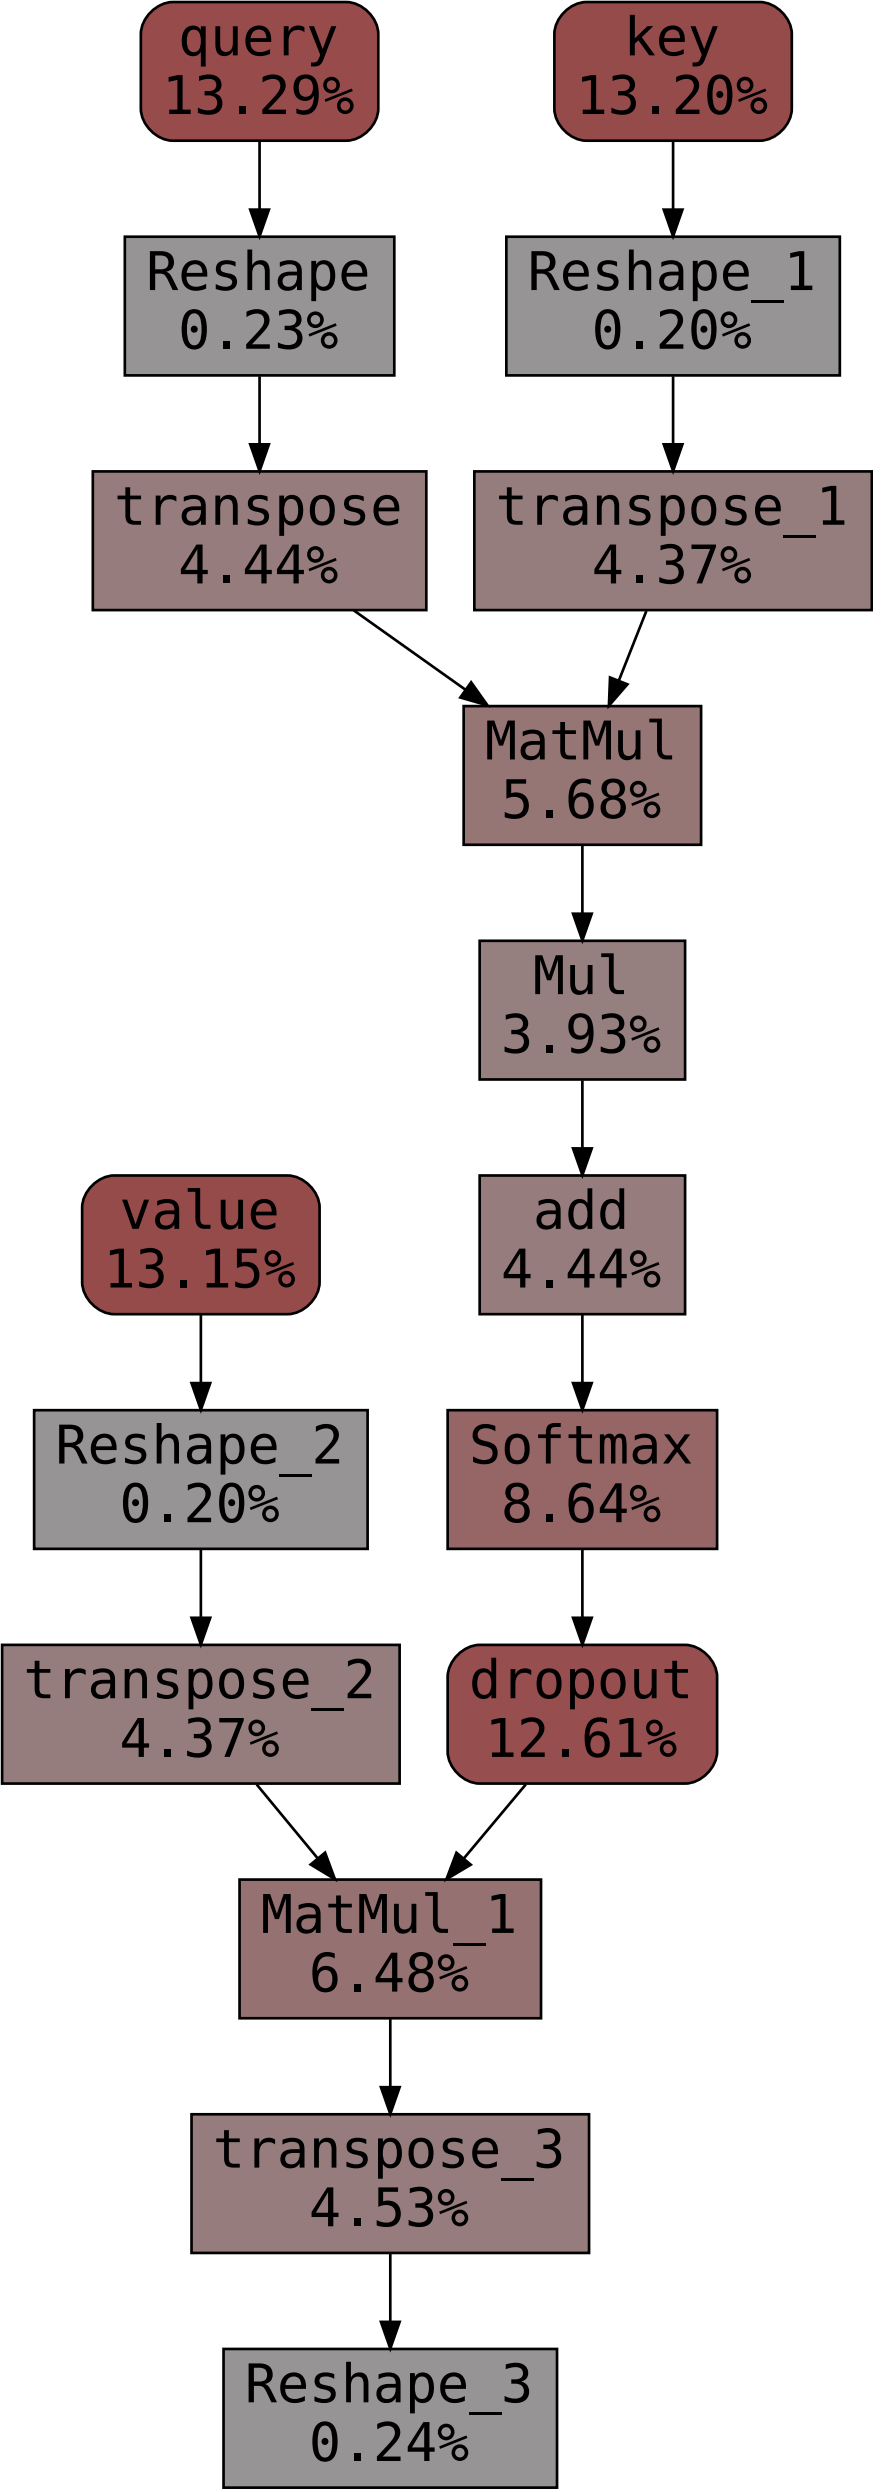 query
13.29%
key
13.20%
Reshape
0.23%
Reshape_1
0.20%
transpose
4.44%
transpose_1
4.37%
MatMul
5.68%
Mul
3.93%
value
13.15%
add
4.44%
Reshape_2
0.20%
Softmax
8.64%
transpose_2
4.37%
dropout
12.61%
MatMul_1
6.48%
transpose_3
4.53%
Reshape_3
0.24%